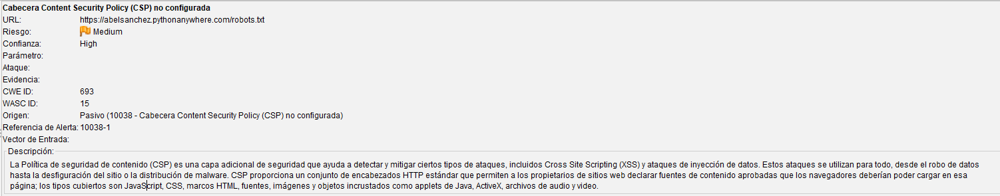 Cabecera Content Security Policy (CSP) no configurada
URL: https://abelsanchez.pythonanywhere.com/robots.txt
Riesgo: Medium
Confianza: High
Parámetro:
Ataque:
Evidencia:
CWE ID: 693
WASC ID: 15
Origen: Pasivo (10038 - Cabecera Content Security Policy (CSP) no configurada)
Referencia de Alerta: 10038-1
Vector de Entrada:
Descripción:
La Política de seguridad de contenido (CSP) es una capa adicional de seguridad que ayuda a detectar y mitigar ciertos tipos de ataques, incluidos Cross Site Scripting (XSS) y ataques de inyección de datos. Estos ataques se utilizan para todo, desde el robo de datos
hasta la desfiguración del sitio o la distribución de malware. CSP proporciona un conjunto de encabezados HTTP estándar que permiten a los propietarios de sitios web declarar fuentes de contenido aprobadas que los navegadores deberían poder cargar en esa
página; los tipos cubiertos son JavaScript, CSS, marcos HTML, fuentes, imágenes y objetos incrustados como applets de Java, ActiveX, archivos de audio y video.